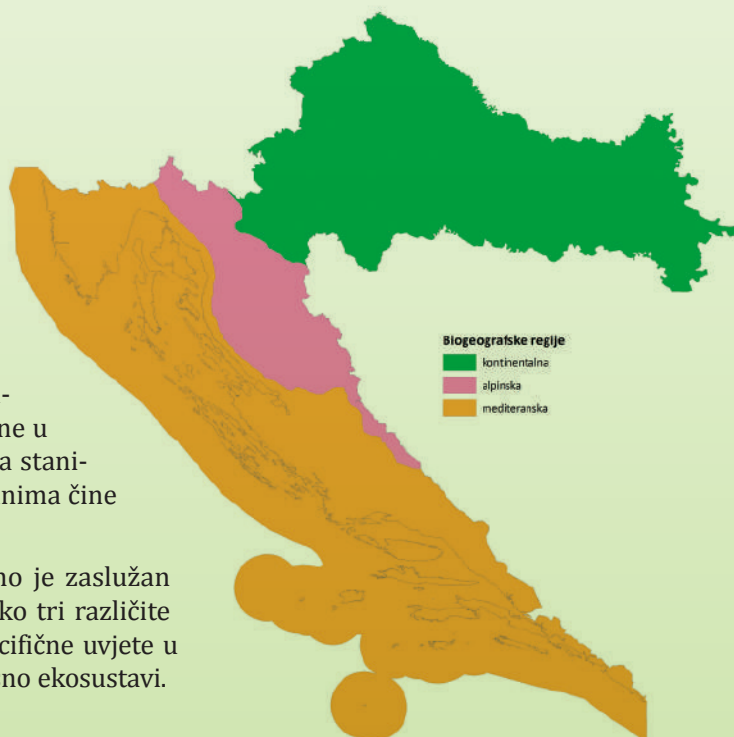 Biogeografske regije
kontinentalna
alpinska
mediteranska
ne u
a stani-
nima čine
no je zaslužan
ko tri različite
cifične uvjete u
no ekosustavi.